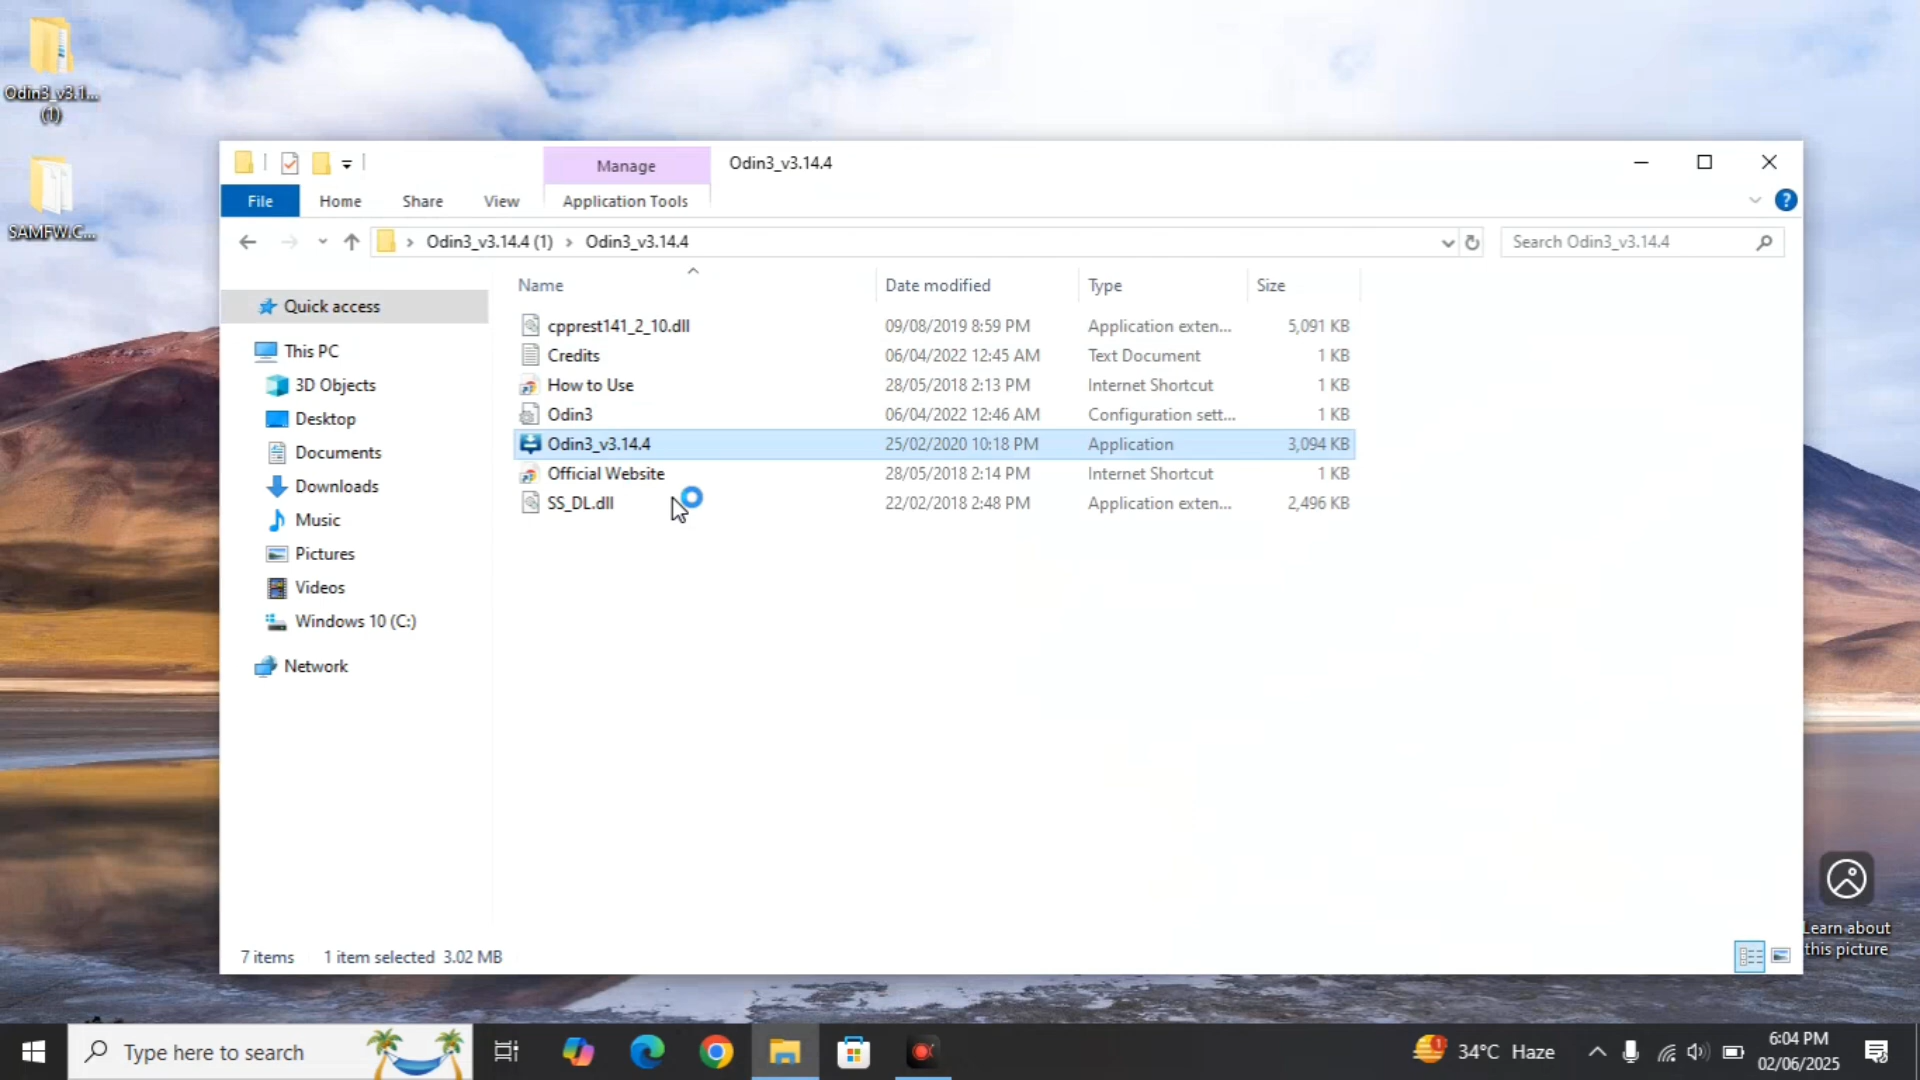 Odin3_v3.1...
(1)
SAMFW.C...
Manage
Odin3_v3.14.4
File
Home
Share
View
Application Tools
Odin3_v3.14.4 (1) > Odin3_v3.14.4
Search Odin3_v3.14.4
Name
Date modified
Type
Size
Quick access
This PC
3D Objects
Desktop
Documents
Downloads
Music
Pictures
Videos
Windows 10 (C:)
Network
cpprest141_2_10.dll 09/08/2019 8:59 PM Application exten... 5,091 KB
Credits 06/04/2022 12:45 AM Text Document 1 KB
How to Use 28/05/2018 2:13 PM Internet Shortcut 1 KB
Odin3 06/04/2022 12:46 AM Configuration sett... 1 KB
Odin3_v3.14.4 25/02/2020 10:18 PM Application 3,094 KB
Official Website 28/05/2018 2:14 PM Internet Shortcut 1 KB
SS_DL.dll 22/02/2018 2:48 PM Application exten... 2,496 KB
7 items 1 item selected 3.02 MB
Learn about
this picture
Type here to search
1
34°C Haze
6:04 PM
02/06/2025